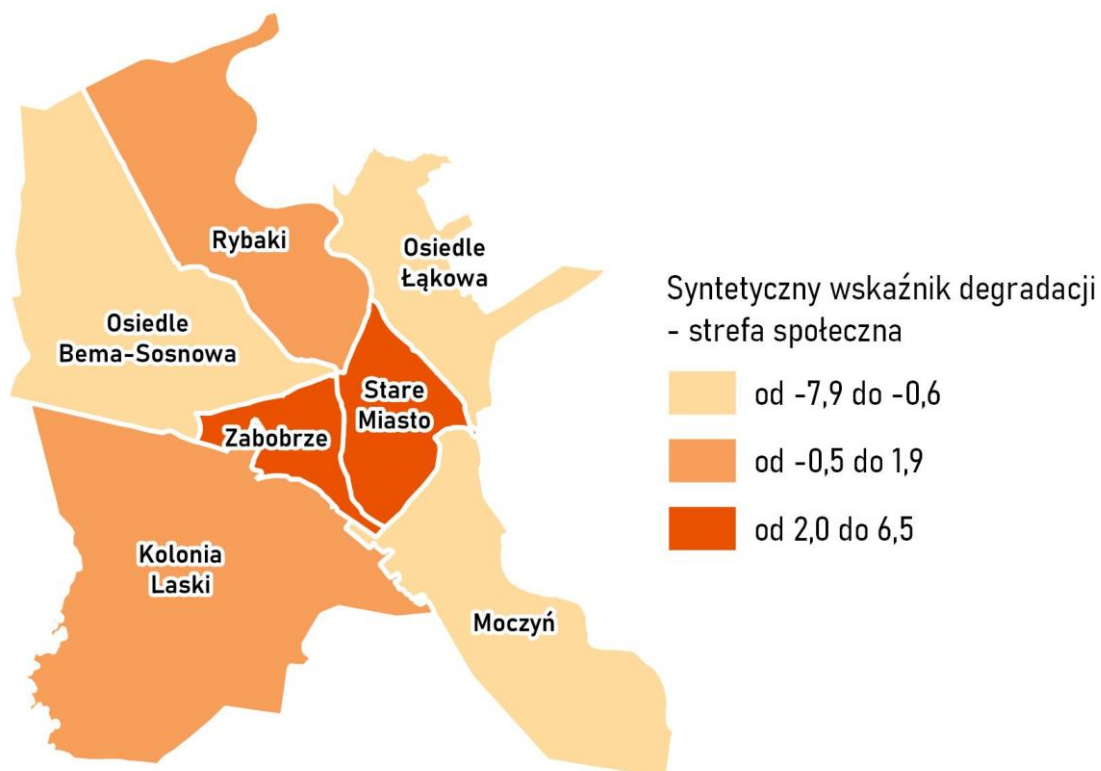 Rybaki
Osiedle
Łąkowa
Osiedle
Bema-Sosnowa
Stare
Miasto
Zabobrze
Kolonia
Laski
Moczyń
Syntetyczny wskaźnik degradacji
- strefa społeczna
od -7,9 do -0,6
od -0,5 do 1,9
od 2,0 do 6,5